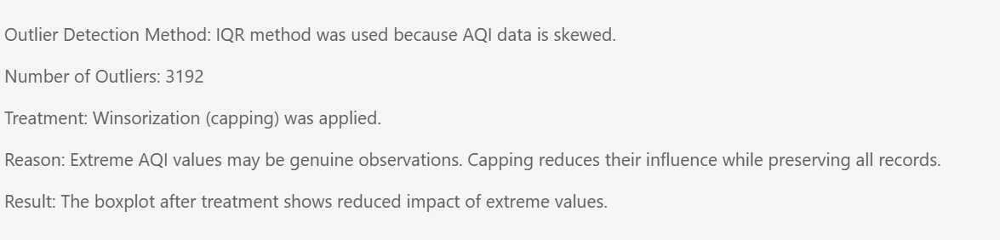 Outlier Detection Method: IQR method was used because AQI data is skewed.
Number of Outliers: 3192
Treatment: Winsorization (capping) was applied.
Reason: Extreme AQI values may be genuine observations. Capping reduces their influence while preserving all records.
Result: The boxplot after treatment shows reduced impact of extreme values.